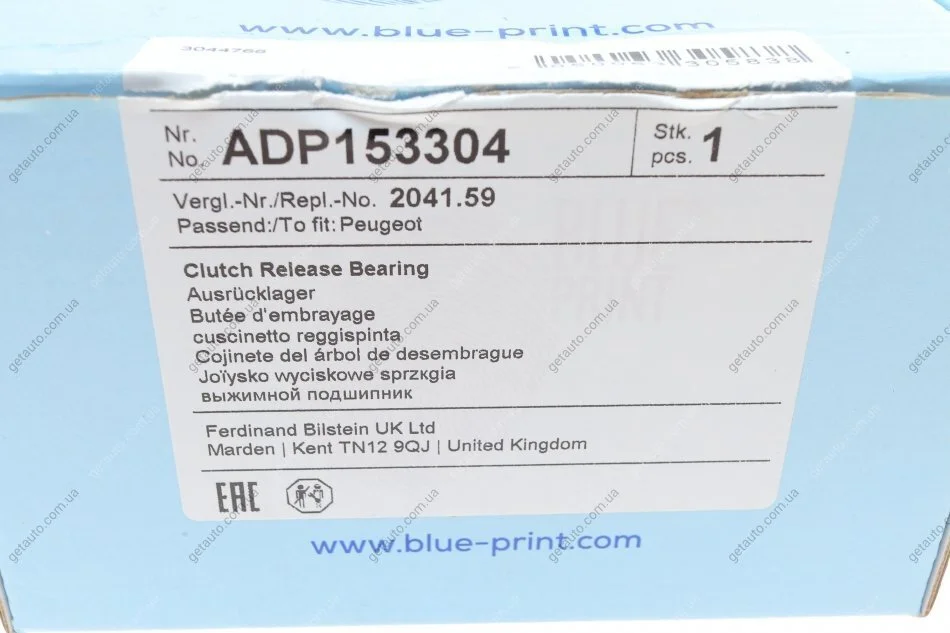 www.blue-print.com
3044766
305838
Nr.
No. ADP153304
Stk.
pcs. 1
Vergl.-Nr./Repl.-No. 2041.59
Passend:/To fit: Peugeot
Clutch Release Bearing
Ausrücklager
Butée d'embrayage
cuscinetto reggispinta
Cojinete del árbol de desembrague
Joïysko wyciskowe sprzкgia
выжимной подшипник
Ferdinand Bilstein UK Ltd
Marden | Kent TN12 9QJ | United Kingdom
EAC
www.blue-print.com
getauto.com.ua